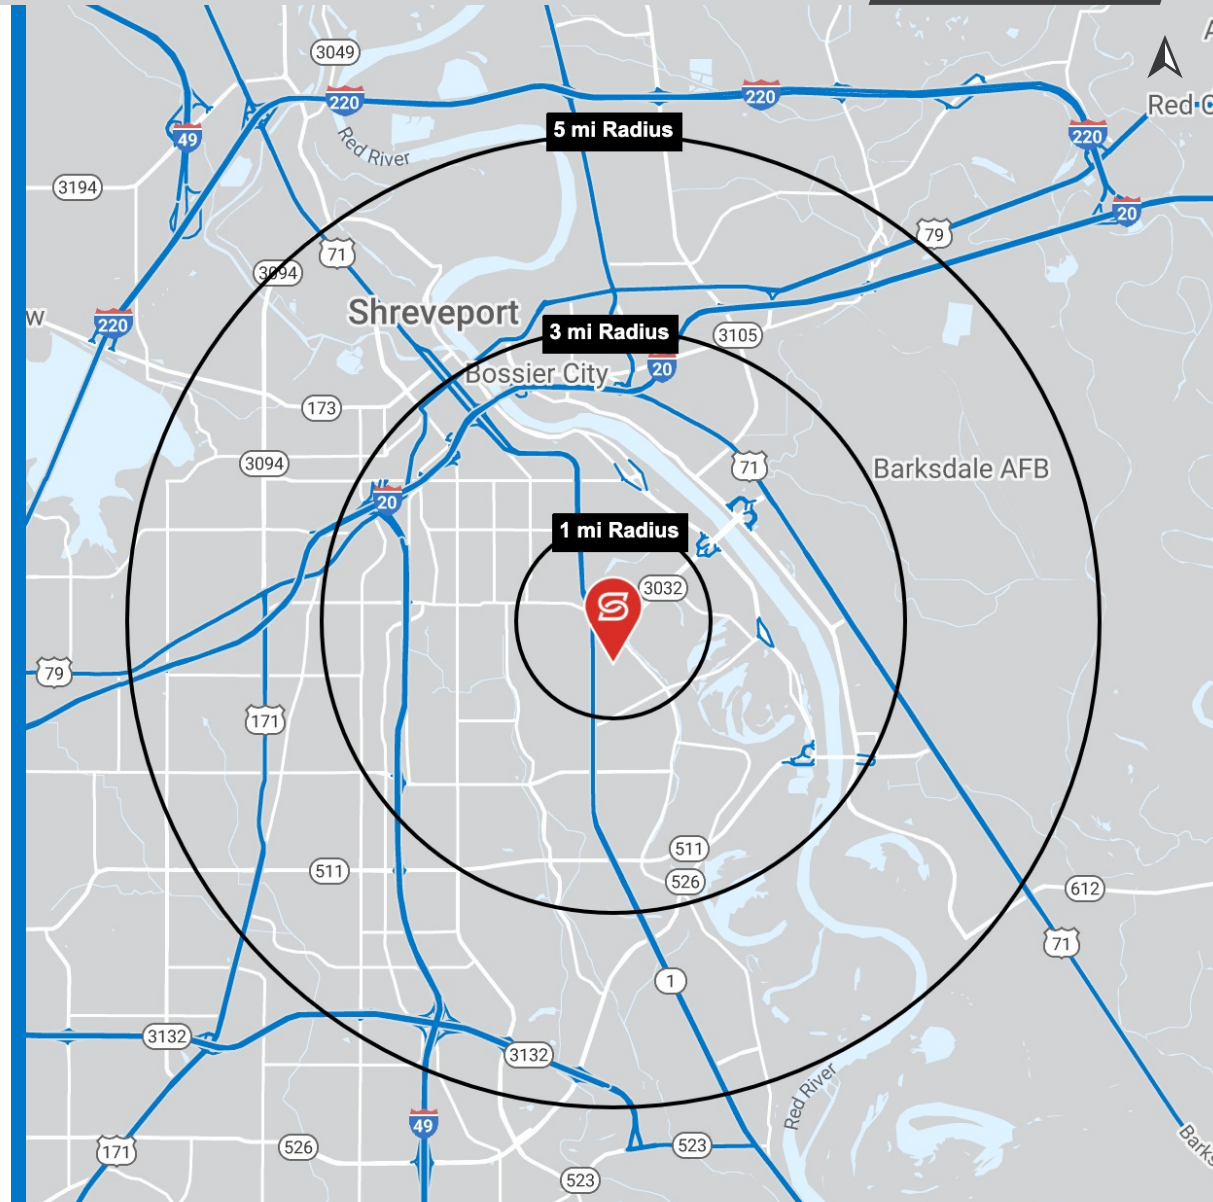 3049
A
220
220
Red C
5 mi Radius
49
220
Red River
3194
20
79
71
3094
Shreveport
w
220
3 mi Radius
3105
20
Bossier City
173
3094
71
Barksdale AFB
20
1 mi Radius
3032
79
171
511
511
526
612
71
1
3132
3132
Red River
49
171
526
523
523
Barks